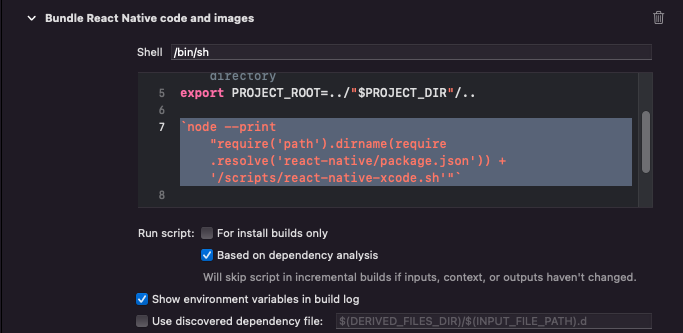 Bundle React Native code and images
Shell /bin/sh
directory
5 export PROJECT_ROOT=../"$PROJECT_DIR"/..
6
7 `node --print
"require('path').dirname(require
.resolve('react-native/package.json')) +
'/scripts/react-native-xcode.sh'"`
8
Run script: For install builds only
Based on dependency analysis
Will skip script in incremental builds if inputs, context, or outputs haven't changed.
Show environment variables in build log
Use discovered dependency file: $(DERIVED_FILES_DIR)/$(INPUT_FILE_PATH).d